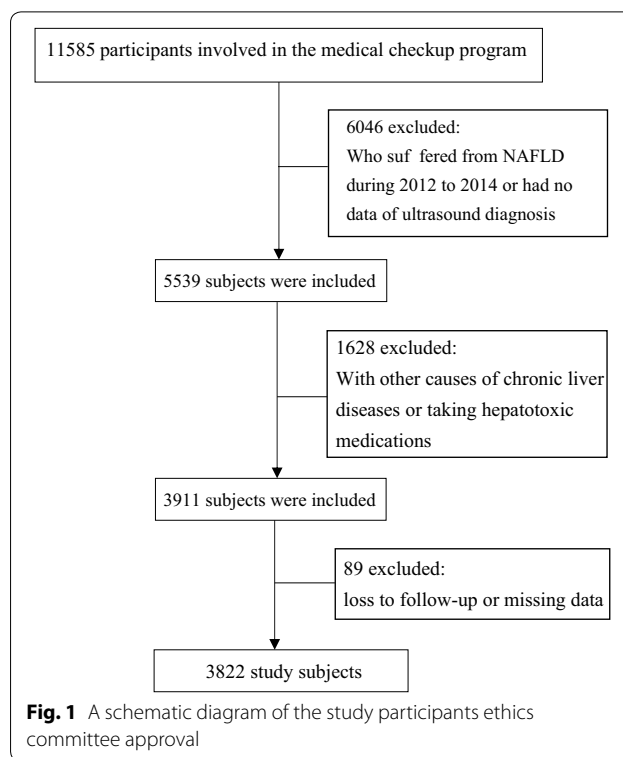 11585 participants involved in the medical checkup program
6046 excluded:
Who suf fered from NAFLD
during 2012 to 2014 or had no
data of ultrasound diagnosis
5539 subjects were included
1628 excluded:
With other causes of chronic liver
diseases or taking hepatotoxic
medications
3911 subjects were included
89 excluded:
loss to follow-up or missing data
3822 study subjects
Fig. 1 A schematic diagram of the study participants ethics
committee approval